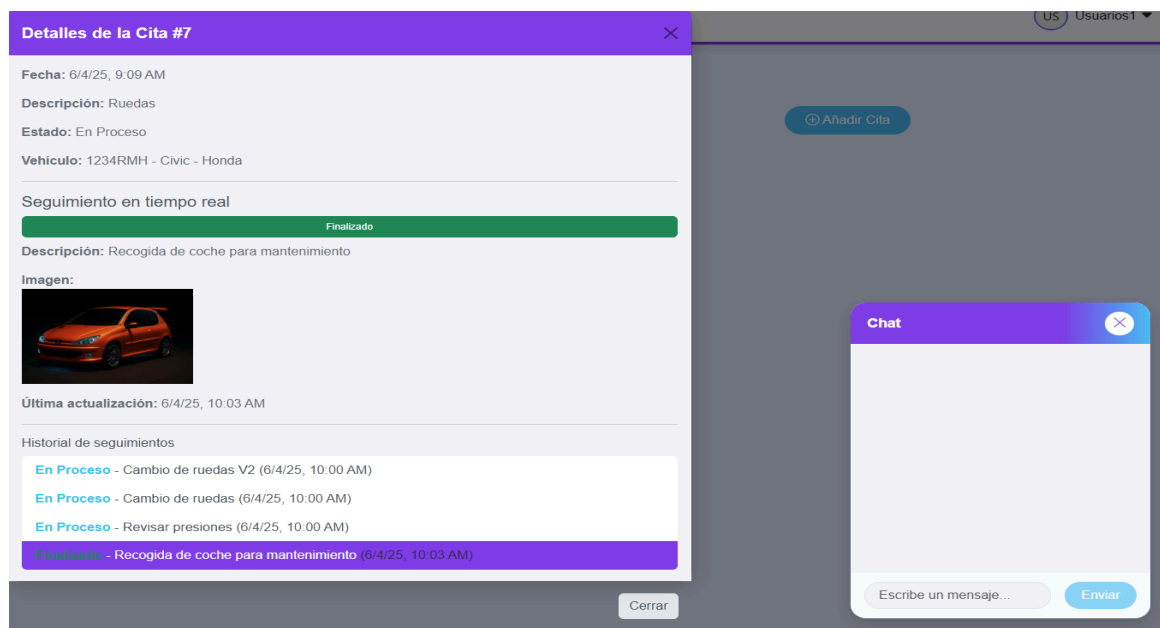 Detalles de la Cita #7
US Usuarios1
Fecha: 6/4/25, 9:09 AM
Descripción: Ruedas
Añadir Cita
Estado: En Proceso
Vehiculo: 1234RMH - Civic - Honda
Seguimiento en tiempo real
Finalizado
Descripción: Recogida de coche para mantenimiento
Imagen:
Última actualización: 6/4/25, 10:03 AM
Historial de seguimientos
En Proceso - Cambio de ruedas V2 (6/4/25, 10:00 AM)
En Proceso - Cambio de ruedas (6/4/25, 10:00 AM)
En Proceso - Revisar presiones (6/4/25, 10:00 AM)
Finalizado - Recogida de coche para mantenimiento (6/4/25, 10:03 AM)
Cerrar
Chat
Escribe un mensaje...
Enviar